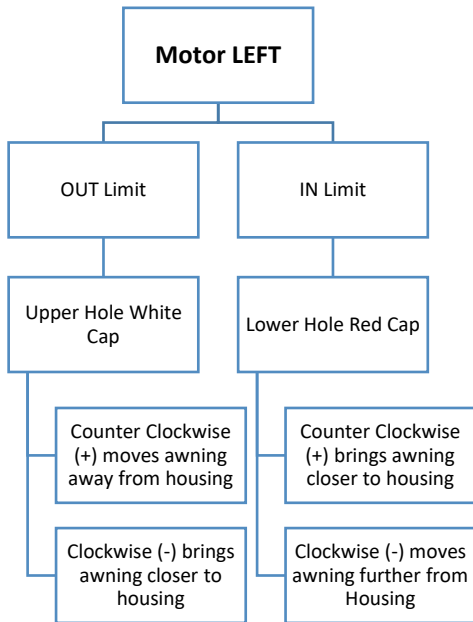 Motor LEFT
OUT Limit
IN Limit
Upper Hole White
Cap
Lower Hole Red Cap
Counter Clockwise
(+) moves awning
away from housing
Counter Clockwise
(+) brings awning
closer to housing
Clockwise (-) brings
awning closer to
housing
Clockwise (-) moves
awning further from
Housing